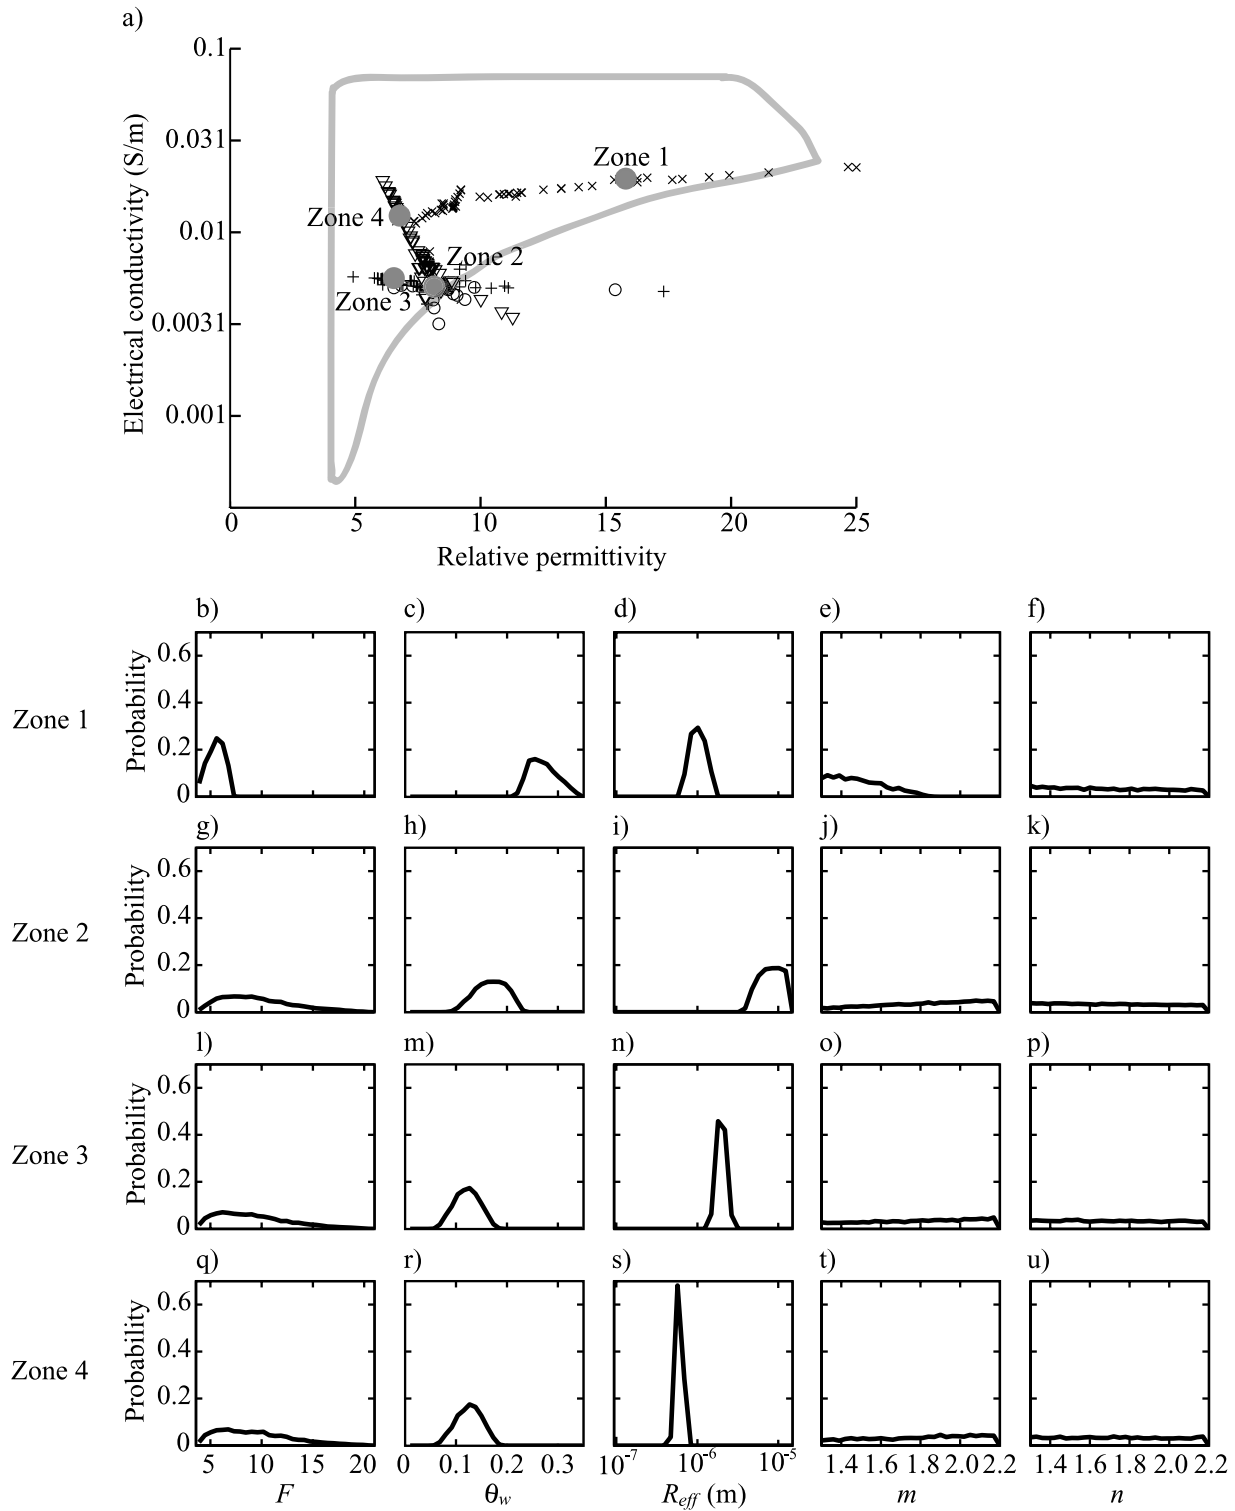 a)
0.1
0.031
0.01
0.0031
0.001
Electrical conductivity (S/m)
Zone 1
Zone 4
Zone 2
Zone 3
0 5 10 15 20 25
Relative permittivity
b) c) d) e) f)
Zone 1
Probability
0.6
0.4
0.2
0
g) h) i) j) k)
Zone 2
Probability
0.6
0.4
0.2
0
l) m) n) o) p)
Zone 3
Probability
0.6
0.4
0.2
0
q) r) s) t) u)
Zone 4
Probability
0.6
0.4
0.2
0
5 10 15 20 0 0.1 0.2 0.3 10⁻⁷ 10⁻⁶ 10⁻⁵ 1.4 1.6 1.8 2.0 2.2 1.4 1.6 1.8 2.0 2.2
F θw Reff (m) m n